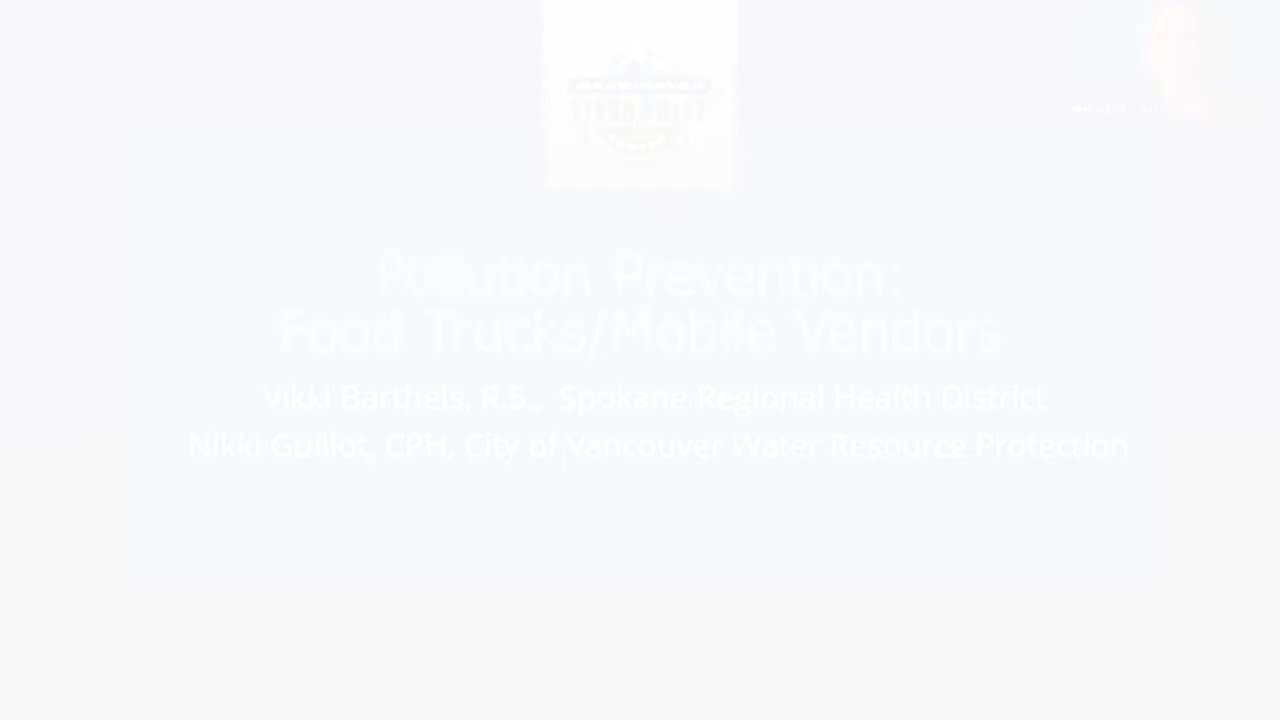 WASHINGTON
Pollution Prevention:
Food Trucks/Mobile Vendors
Vikki Barthels, R.S., Spokane Regional Health District
Nikki Guillot, CPH, City of Vancouver Water Resource Protection